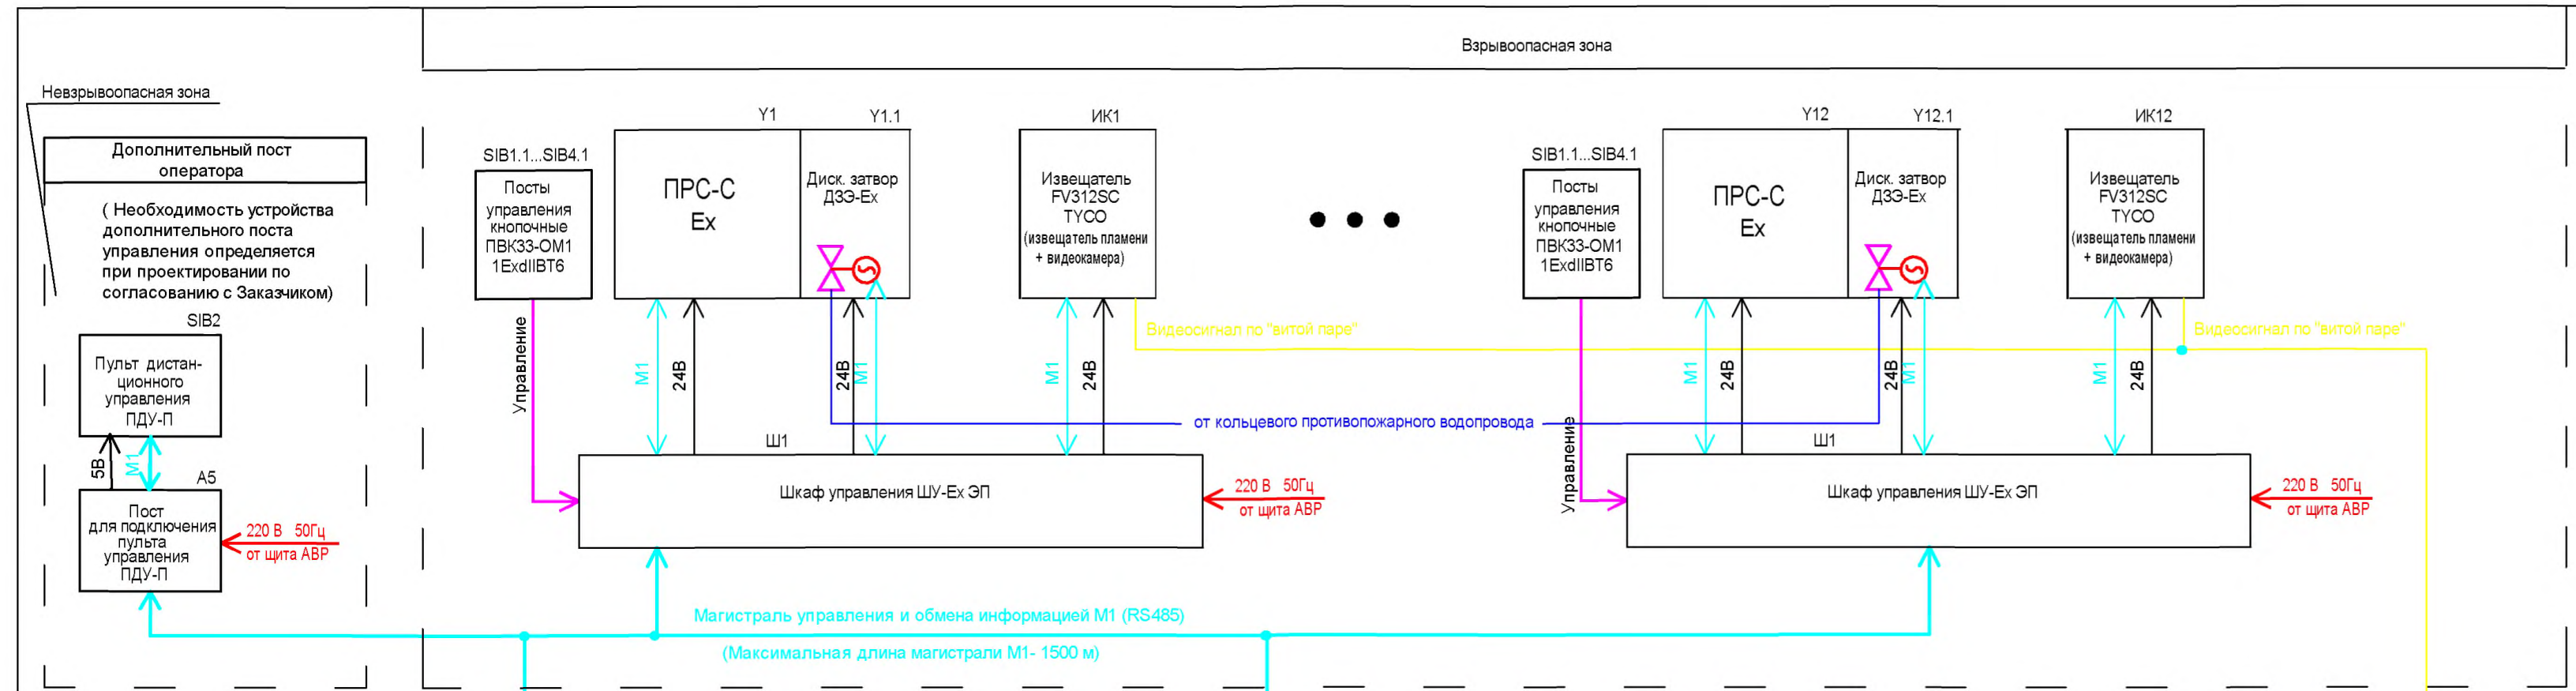 Взрывоопасная зона
Невзрывоопасная зона
Дополнительный пост
оператора
( Необходимость устройства
дополнительного поста
управления определяется
при проектировании по
согласованию с Заказчиком)
SIB2
Пульт дистан-
ционного
управления
ПДУ-П
5В
М1
А5
Пост
для подключения
пульта
управления
ПДУ-П
220 В 50Гц
от щита АВР
SIB1.1...SIB4.1
Посты
управления
кнопочные
ПВК33-ОМ1
1ExdIIBT6
Управление
Y1
ПРС-С
Ex
Y1.1
Диск. затвор
ДЗЭ-Ex
М1
24В
24В
М1
ИК1
Извещатель
FV312SC
TYCO
(извещатель пламени
+ видеокамера)
М1
24В
Видеосигнал по "витой паре"
от кольцевого противопожарного водопровода
Ш1
Шкаф управления ШУ-Ex ЭП
220 В 50Гц
от щита АВР
SIB1.1...SIB4.1
Посты
управления
кнопочные
ПВК33-ОМ1
1ExdIIBT6
Управление
Y12
ПРС-С
Ex
Y12.1
Диск. затвор
ДЗЭ-Ex
М1
24В
24В
М1
ИК12
Извещатель
FV312SC
TYCO
(извещатель пламени
+ видеокамера)
М1
24В
Видеосигнал по "витой паре"
Ш1
Шкаф управления ШУ-Ex ЭП
220 В 50Гц
от щита АВР
Магистраль управления и обмена информацией М1 (RS485)
(Максимальная длина магистрали М1- 1500 м)